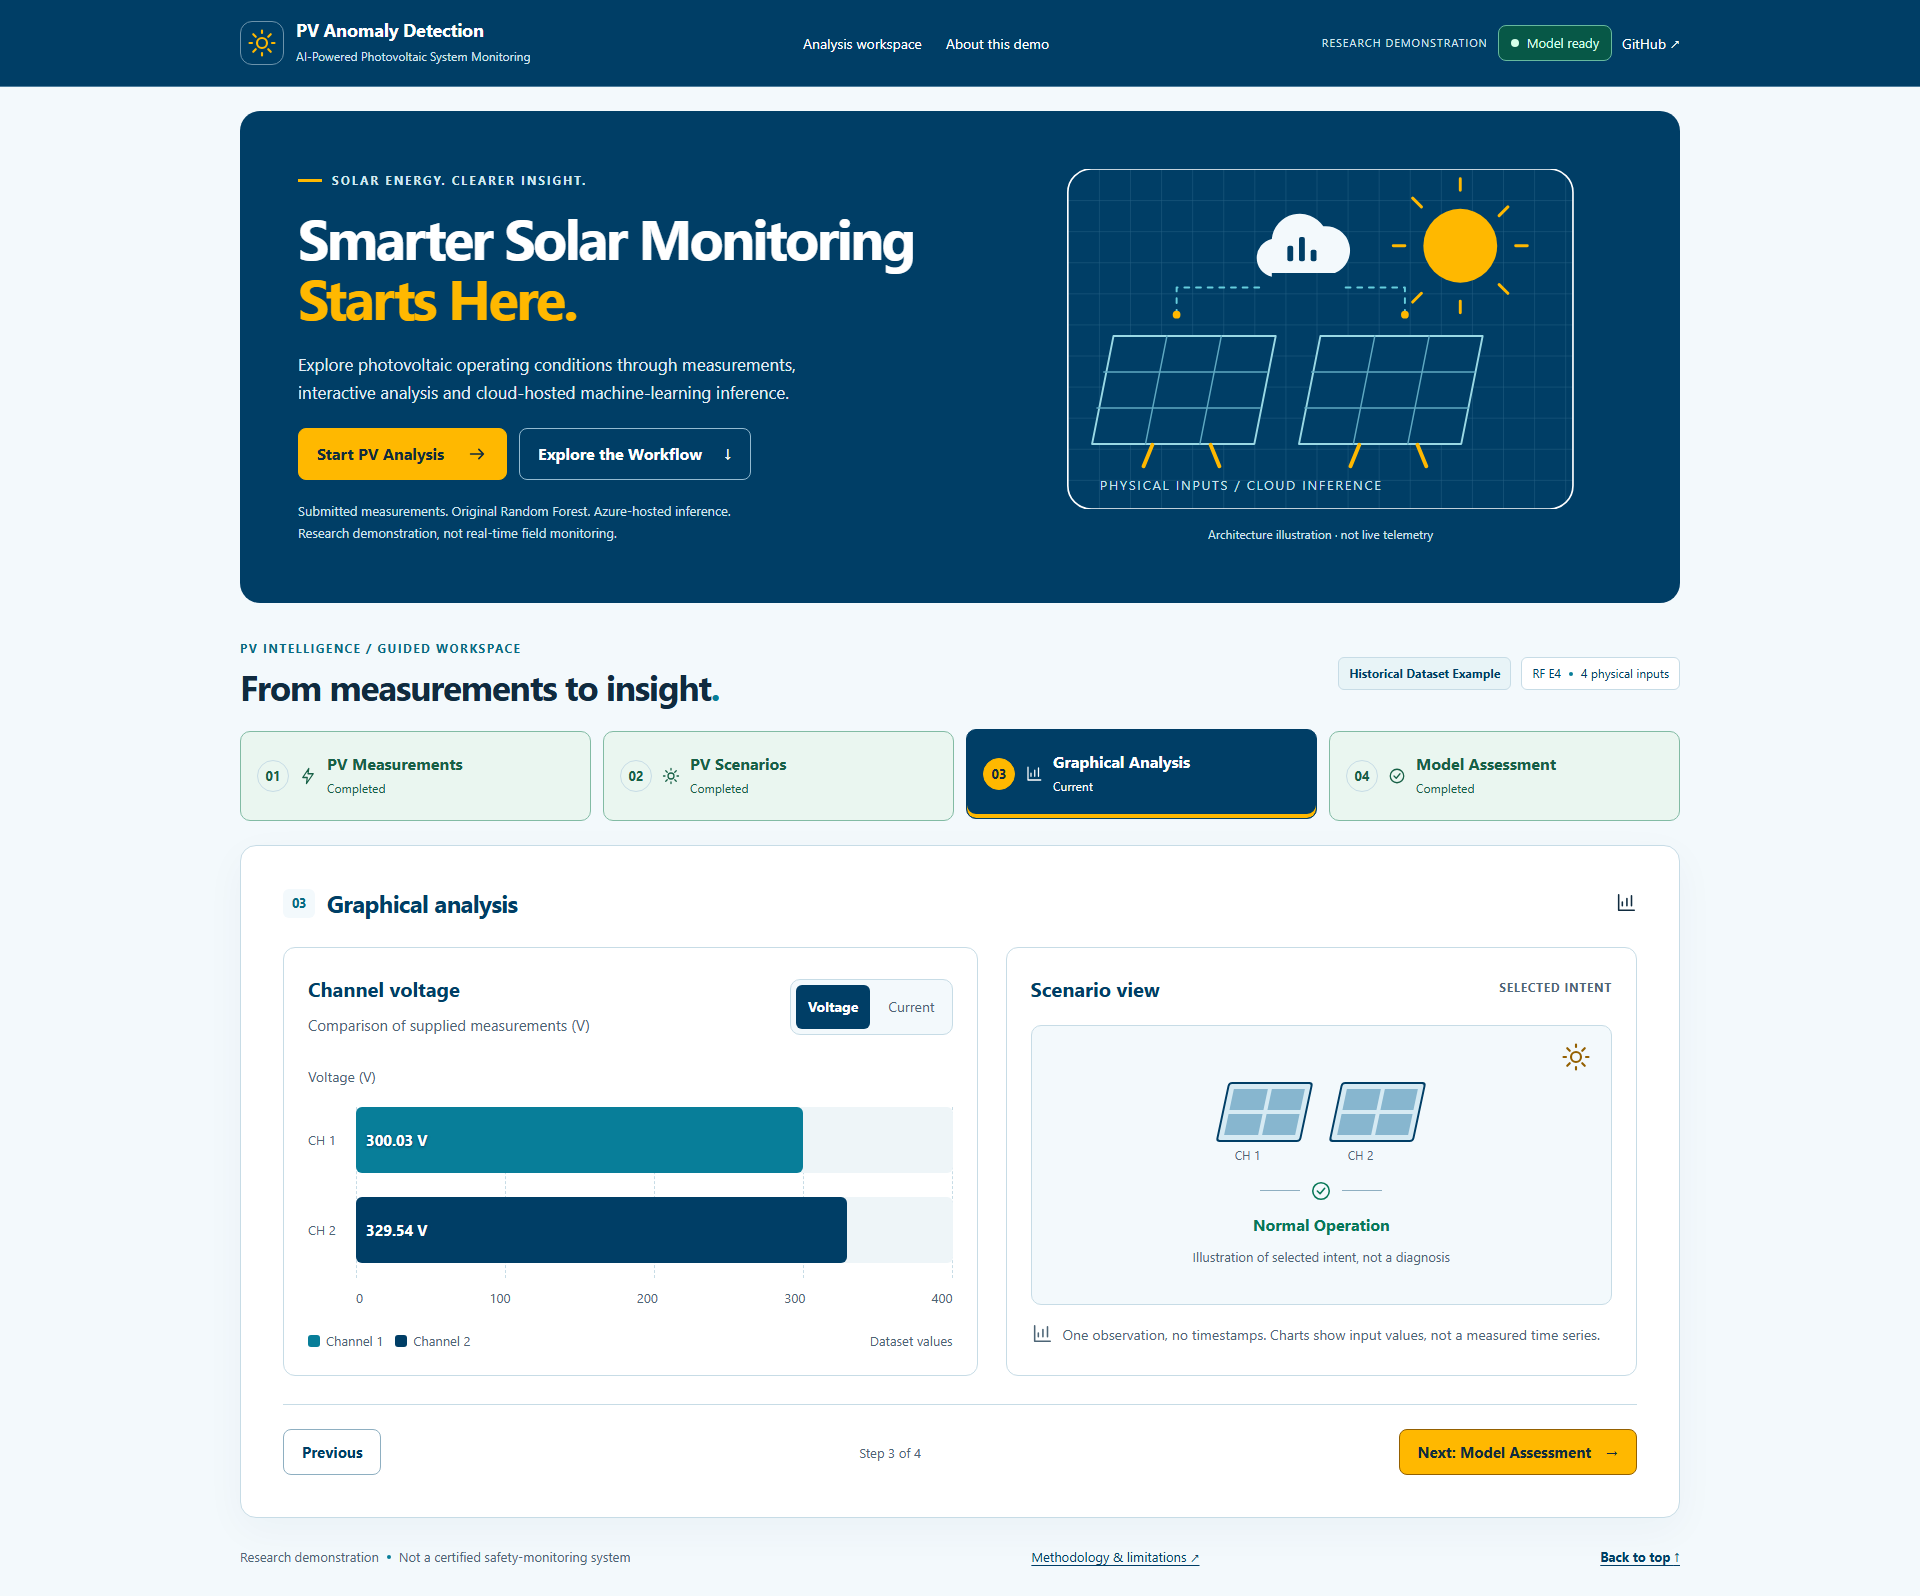 PV Anomaly Detection
AI-Powered Photovoltaic System Monitoring
Analysis workspace
About this demo
RESEARCH DEMONSTRATION
Model ready
GitHub ↗
SOLAR ENERGY. CLEARER INSIGHT.
Smarter Solar Monitoring
Starts Here.
Explore photovoltaic operating conditions through measurements,
interactive analysis and cloud-hosted machine-learning inference.
Start PV Analysis →
Explore the Workflow ↓
Submitted measurements. Original Random Forest. Azure-hosted inference.
Research demonstration, not real-time field monitoring.
PHYSICAL INPUTS / CLOUD INFERENCE
Architecture illustration · not live telemetry
PV INTELLIGENCE / GUIDED WORKSPACE
From measurements to insight.
Historical Dataset Example
RF E4 • 4 physical inputs
01
PV Measurements
Completed
02
PV Scenarios
Completed
03
Graphical Analysis
Current
04
Model Assessment
Completed
03
Graphical analysis
Channel voltage
Comparison of supplied measurements (V)
Voltage
Current
Voltage (V)
CH 1
300.03 V
CH 2
329.54 V
0 100 200 300 400
Channel 1
Channel 2
Dataset values
Scenario view
SELECTED INTENT
CH 1
CH 2
Normal Operation
Illustration of selected intent, not a diagnosis
One observation, no timestamps. Charts show input values, not a measured time series.
Previous
Step 3 of 4
Next: Model Assessment →
Research demonstration • Not a certified safety-monitoring system
Methodology & limitations ↗
Back to top ↑